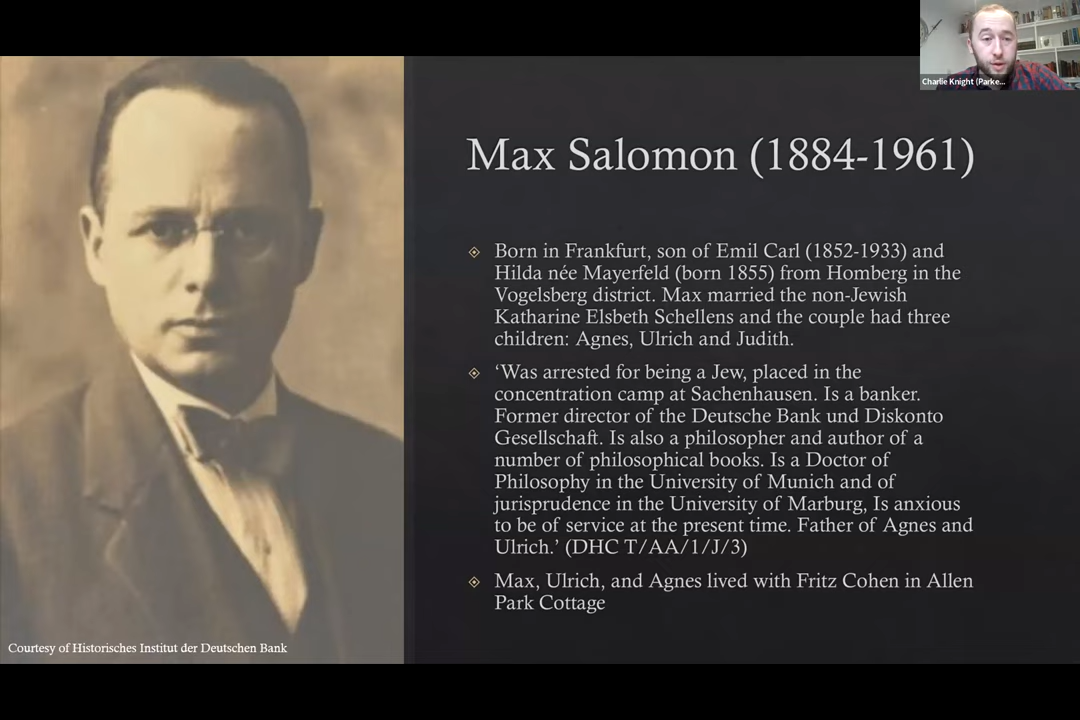 Charlie Knight (Parke...
Max Salomon (1884-1961)
Born in Frankfurt, son of Emil Carl (1852-1933) and
Hilda née Mayerfeld (born 1855) from Homberg in the
Vogelsberg district. Max married the non-Jewish
Katharine Elsbeth Schellens and the couple had three
children: Agnes, Ulrich and Judith.
‘Was arrested for being a Jew, placed in the
concentration camp at Sachenhausen. Is a banker.
Former director of the Deutsche Bank und Diskonto
Gesellschaft. Is also a philosopher and author of a
number of philosophical books. Is a Doctor of
Philosophy in the University of Munich and of
jurisprudence in the University of Marburg, Is anxious
to be of service at the present time. Father of Agnes and
Ulrich.’ (DHC T/AA/1/J/3)
Max, Ulrich, and Agnes lived with Fritz Cohen in Allen
Park Cottage
Courtesy of Historisches Institut der Deutschen Bank